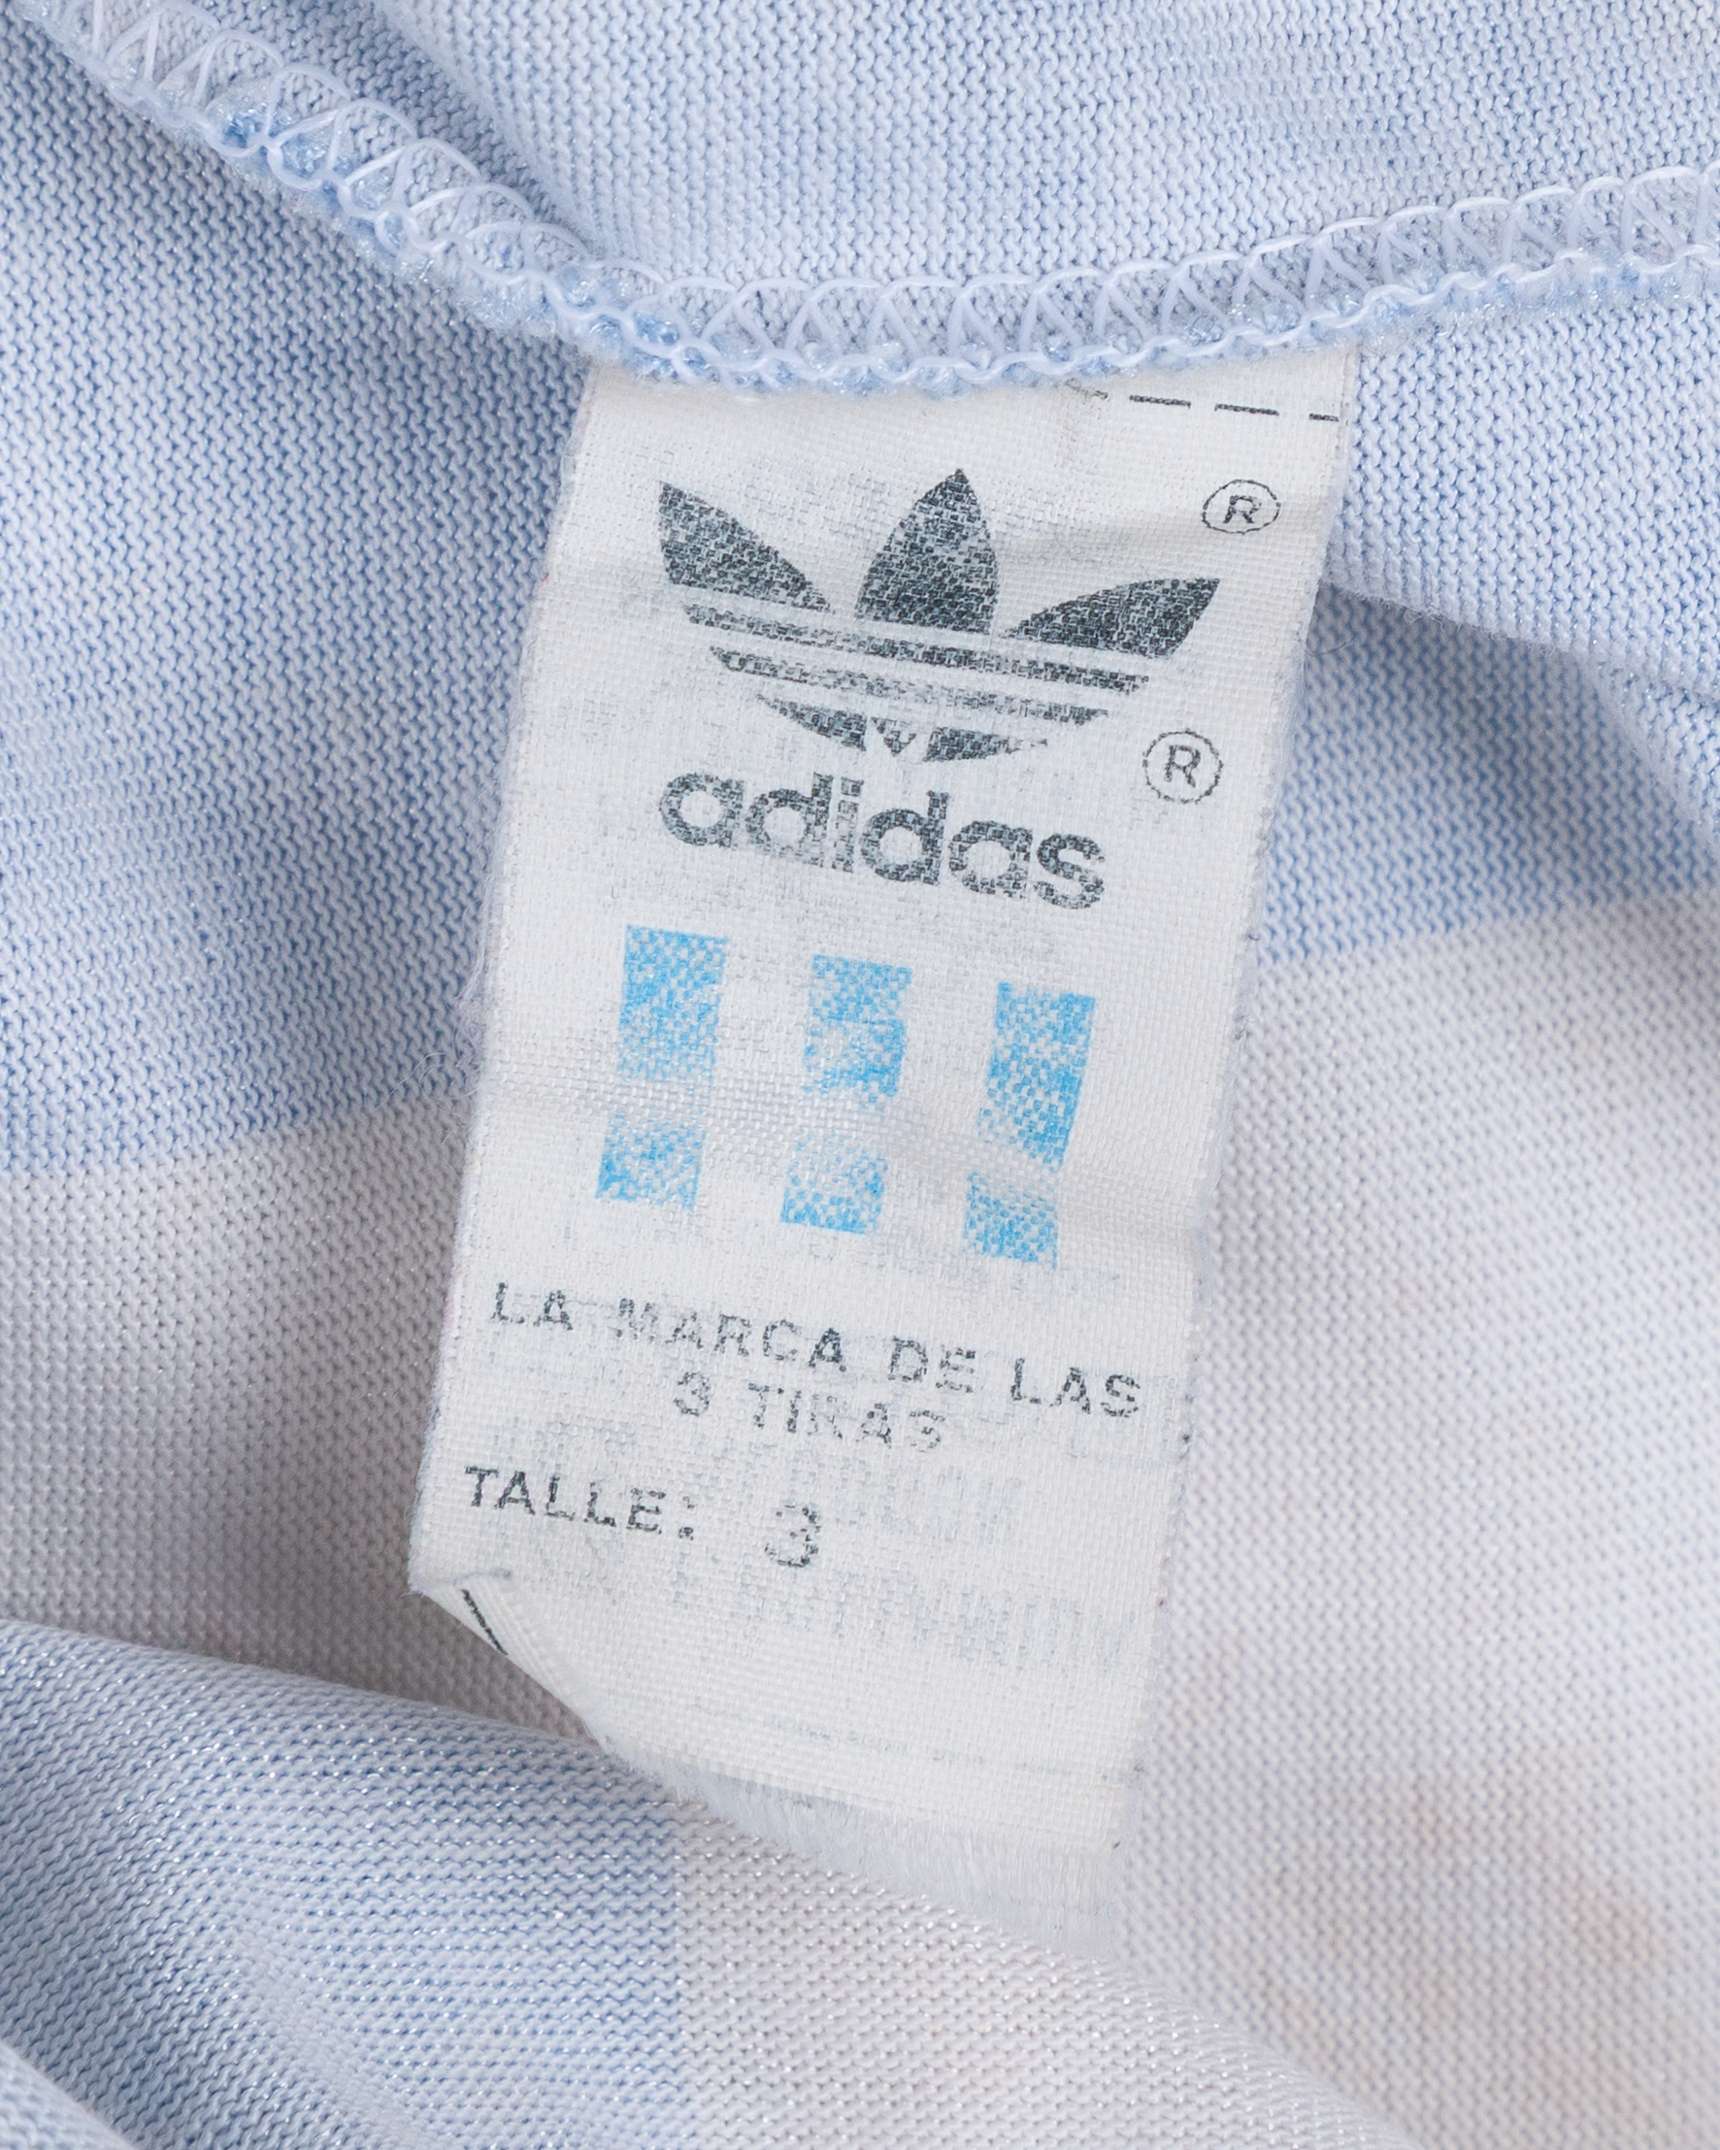 ®
®
adidas
LA MARCA DE LAS
3 TIRAS
TALLE: 3